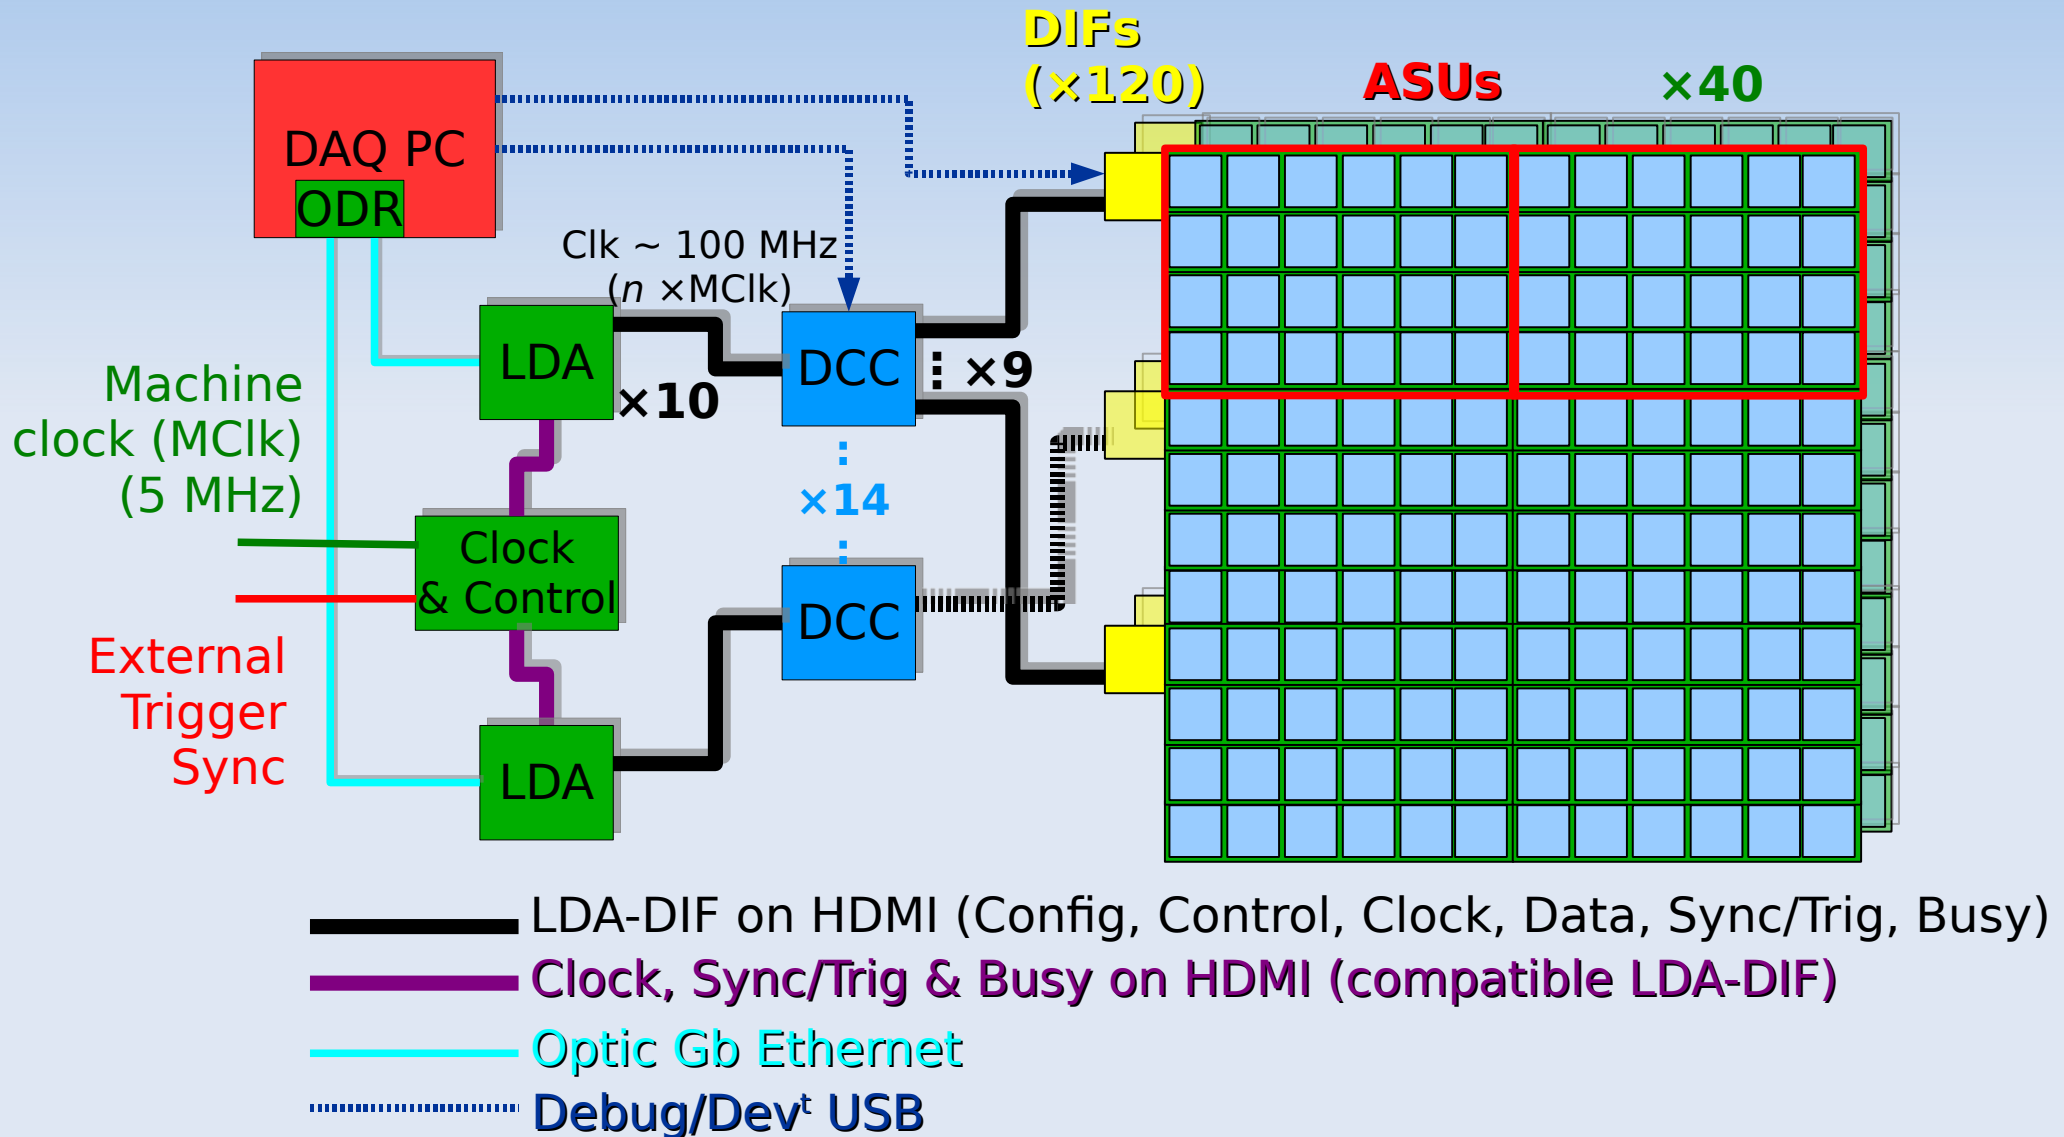 DIFs
(×120)
ASUs
×40
DAQ PC
ODR
Clk ~ 100 MHz
(n ×MClk)
LDA
×10
DCC
⋮ ×9
Machine
clock (MClk)
(5 MHz)
×14
Clock
& Control
DCC
External
Trigger
Sync
LDA
LDA-DIF on HDMI (Config, Control, Clock, Data, Sync/Trig, Busy)
Clock, Sync/Trig & Busy on HDMI (compatible LDA-DIF)
Optic Gb Ethernet
Debug/Devᵗ USB